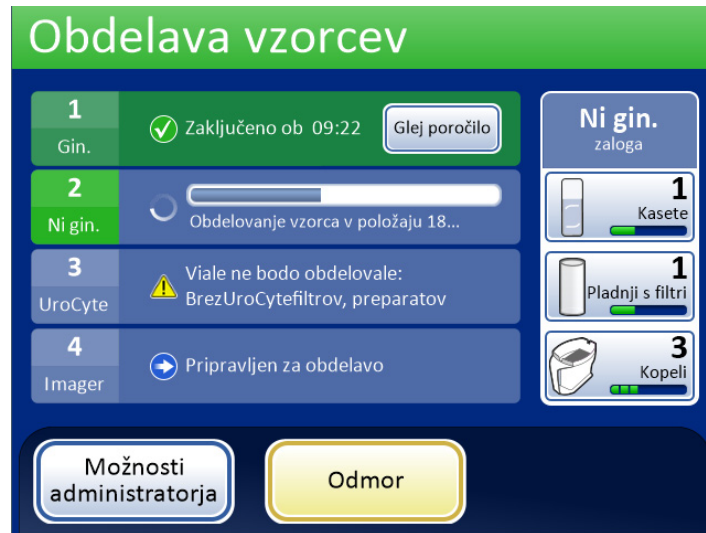 Obdelava vzorcev
1
Gin.
Zaključeno ob 09:22
Glej poročilo
2
Ni gin.
Obdelovanje vzorca v položaju 18...
3
UroCyte
Viale ne bodo obdelovale:
BrezUroCytefiltrov, preparatov
4
Imager
Pripravljen za obdelavo
Ni gin.
zaloga
1
Kasete
1
Pladnji s filtri
3
Kopeli
Možnosti
administratorja
Odmor